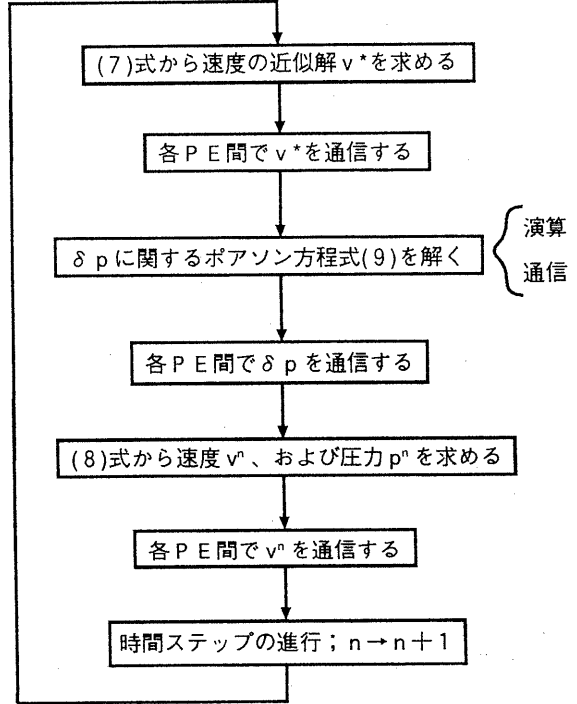 (7)式から速度の近似解v*を求める
各PE間でv*を通信する
δpに関するポアソン方程式(9)を解く
演算
通信
各PE間でδpを通信する
(8)式から速度vⁿ、および圧力pⁿを求める
各PE間でvⁿを通信する
時間ステップの進行；n→n＋1